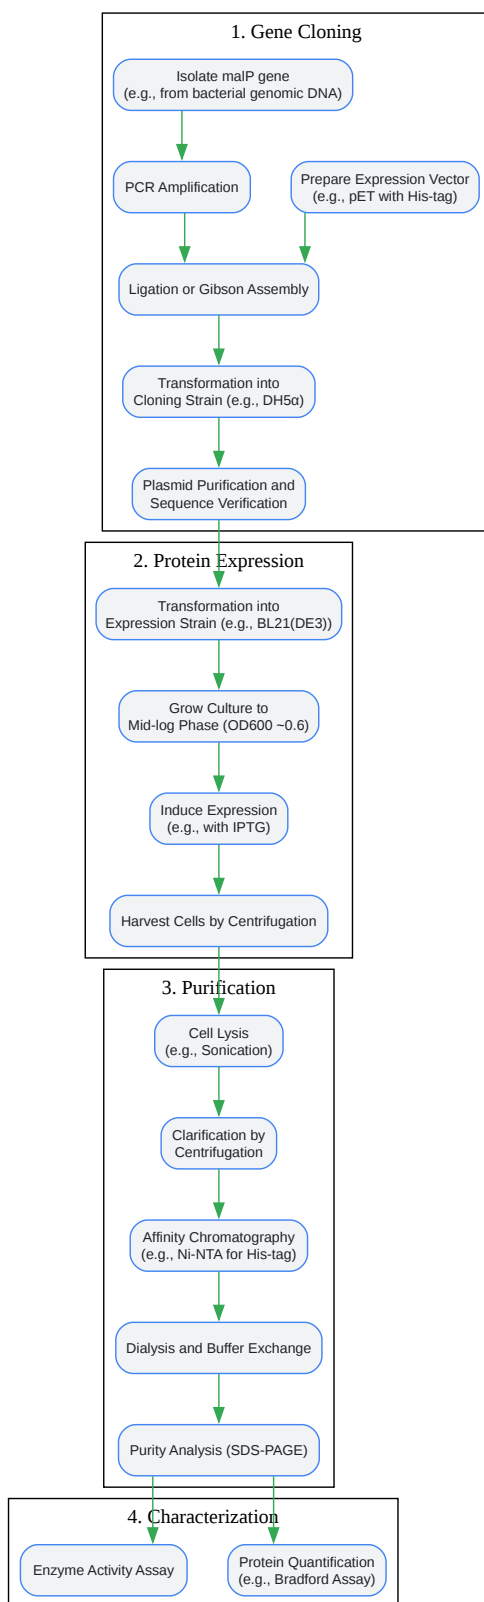 1. Gene Cloning
Isolate malP gene
(e.g., from bacterial genomic DNA)
PCR Amplification
Prepare Expression Vector
(e.g., pET with His-tag)
Ligation or Gibson Assembly
Transformation into
Cloning Strain (e.g., DH5α)
Plasmid Purification and
Sequence Verification
2. Protein Expression
Transformation into
Expression Strain (e.g., BL21(DE3))
Grow Culture to
Mid-log Phase (OD600 ~0.6)
Induce Expression
(e.g., with IPTG)
Harvest Cells by Centrifugation
3. Purification
Cell Lysis
(e.g., Sonication)
Clarification by
Centrifugation
Affinity Chromatography
(e.g., Ni-NTA for His-tag)
Dialysis and Buffer Exchange
Purity Analysis (SDS-PAGE)
4. Characterization
Enzyme Activity Assay
Protein Quantification
(e.g., Bradford Assay)